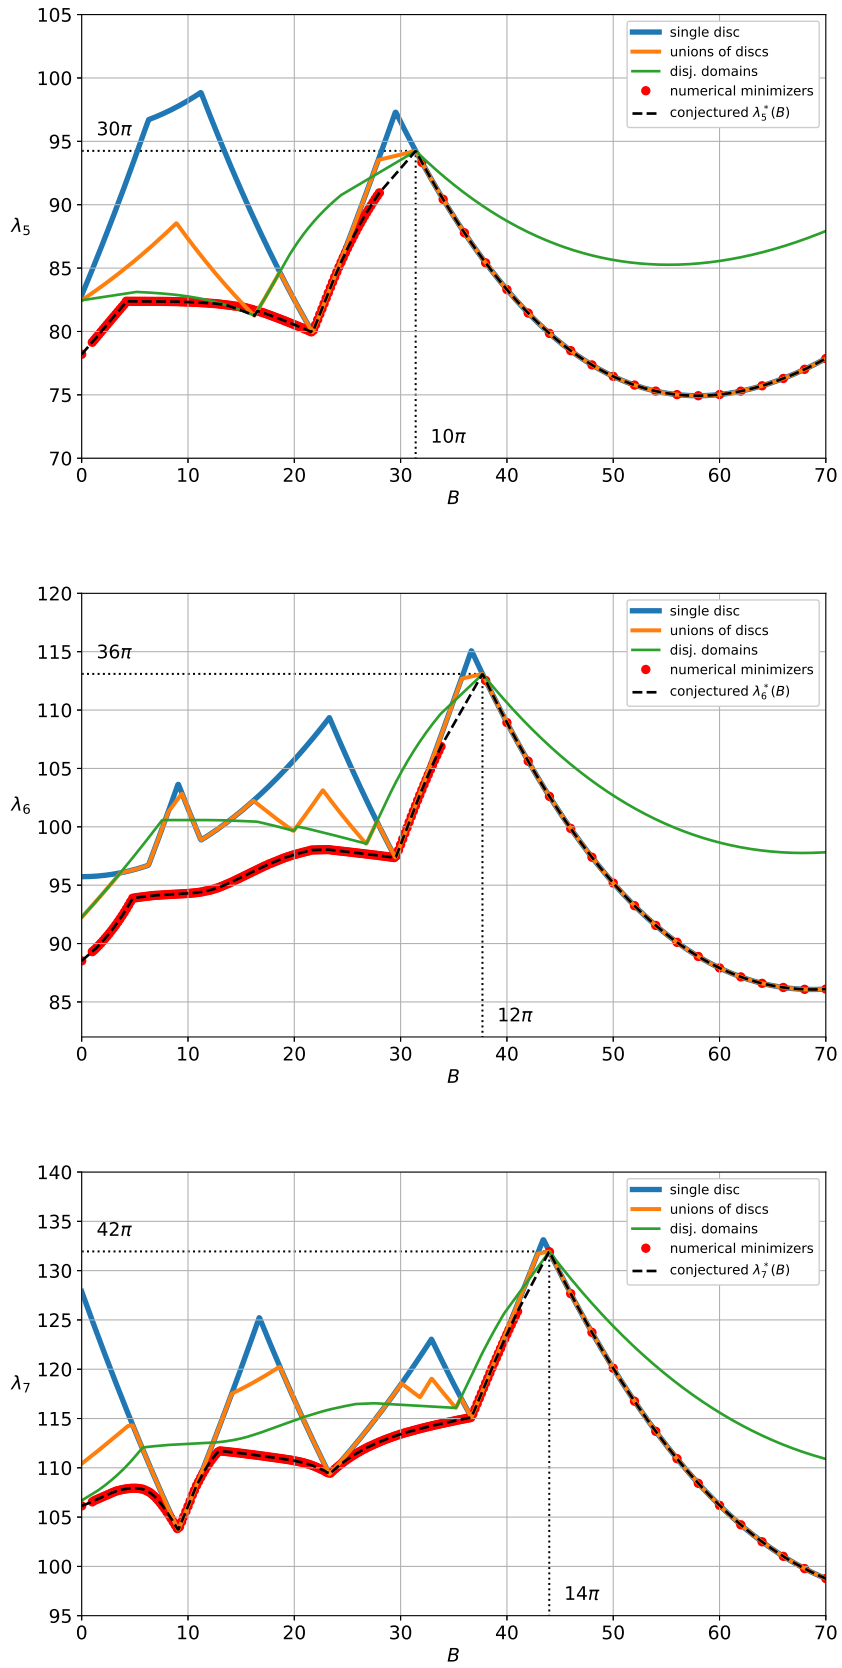 105
100
95
90
85
80
75
70
λ₅
30π
10π
single disc
unions of discs
disj. domains
numerical minimizers
conjectured λ₅*(B)
0 10 20 30 40 50 60 70
B
120
115
110
105
100
95
90
85
λ₆
36π
12π
single disc
unions of discs
disj. domains
numerical minimizers
conjectured λ₆*(B)
0 10 20 30 40 50 60 70
B
140
135
130
125
120
115
110
105
100
95
λ₇
42π
14π
single disc
unions of discs
disj. domains
numerical minimizers
conjectured λ₇*(B)
0 10 20 30 40 50 60 70
B